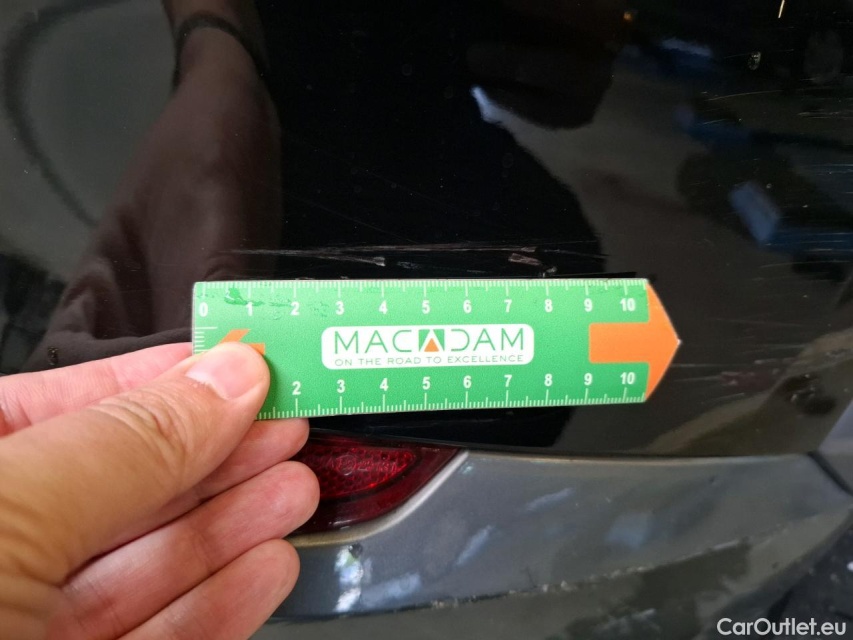 0 1 2 3 4 5 6 7 8 9 10
MACADAM
ON THE ROAD TO EXCELLENCE
2 3 4 5 6 7 8 9 10
CarOutlet.eu